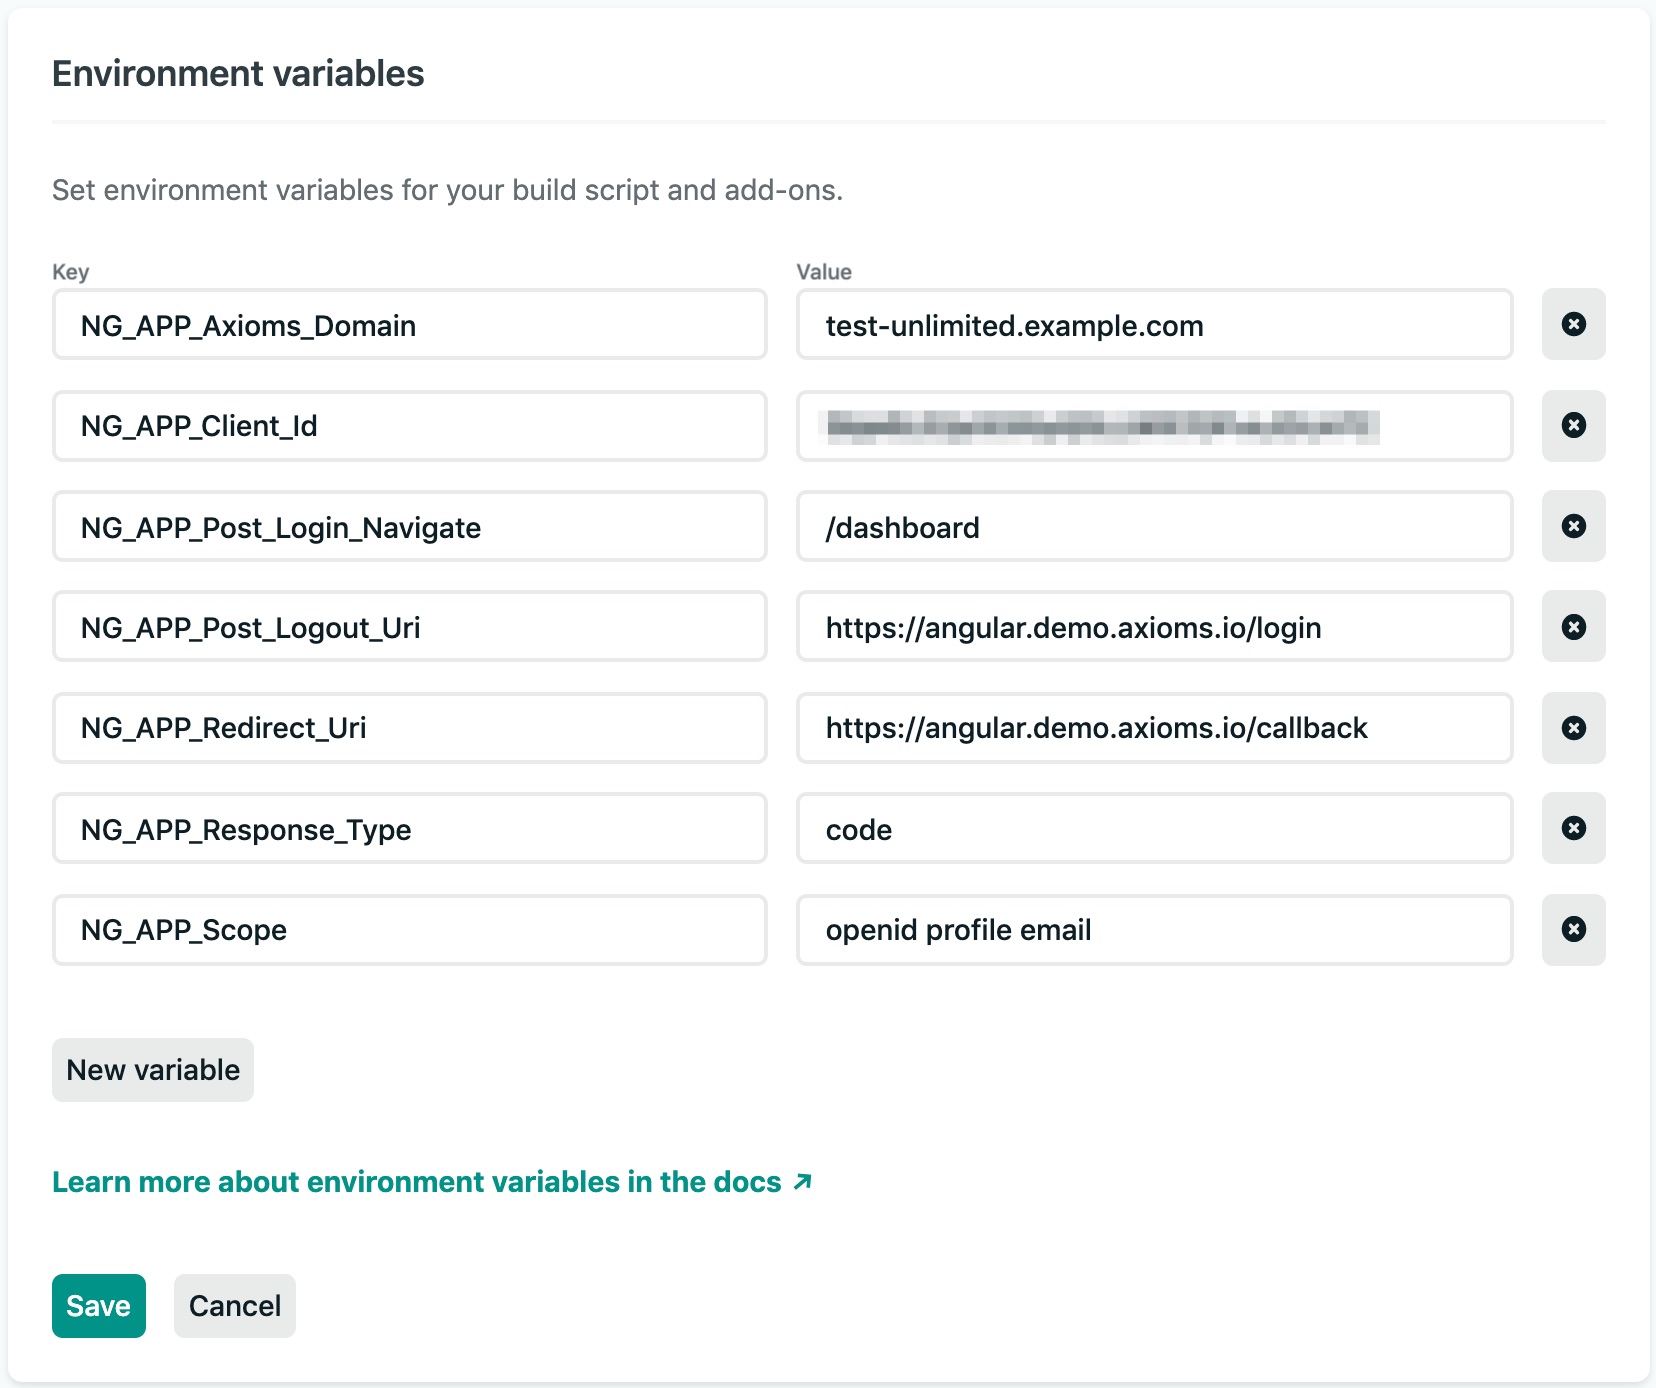 Environment variables
Set environment variables for your build script and add-ons.
Key Value
NG_APP_Axioms_Domain test-unlimited.example.com
NG_APP_Client_Id
NG_APP_Post_Login_Navigate /dashboard
NG_APP_Post_Logout_Uri https://angular.demo.axioms.io/login
NG_APP_Redirect_Uri https://angular.demo.axioms.io/callback
NG_APP_Response_Type code
NG_APP_Scope openid profile email
New variable
Learn more about environment variables in the docs ↗
Save Cancel